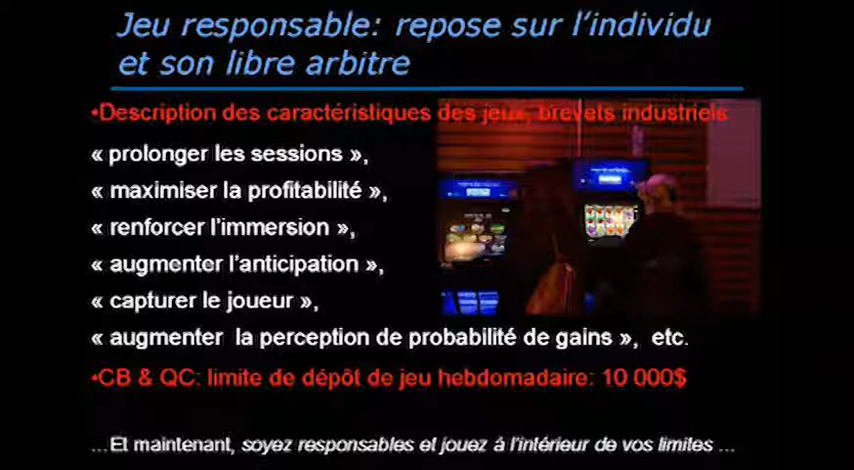 Jeu responsable: repose sur l'individu
et son libre arbitre
•Description des caractéristiques des jeux, brevets industriels
« prolonger les sessions »,
« maximiser la profitabilité »,
« renforcer l'immersion »,
« augmenter l'anticipation »,
« capturer le joueur »,
« augmenter la perception de probabilité de gains », etc.
•CB & QC: limite de dépôt de jeu hebdomadaire: 10 000$
...Et maintenant, soyez responsables et jouez à l'intérieur de vos limites ...